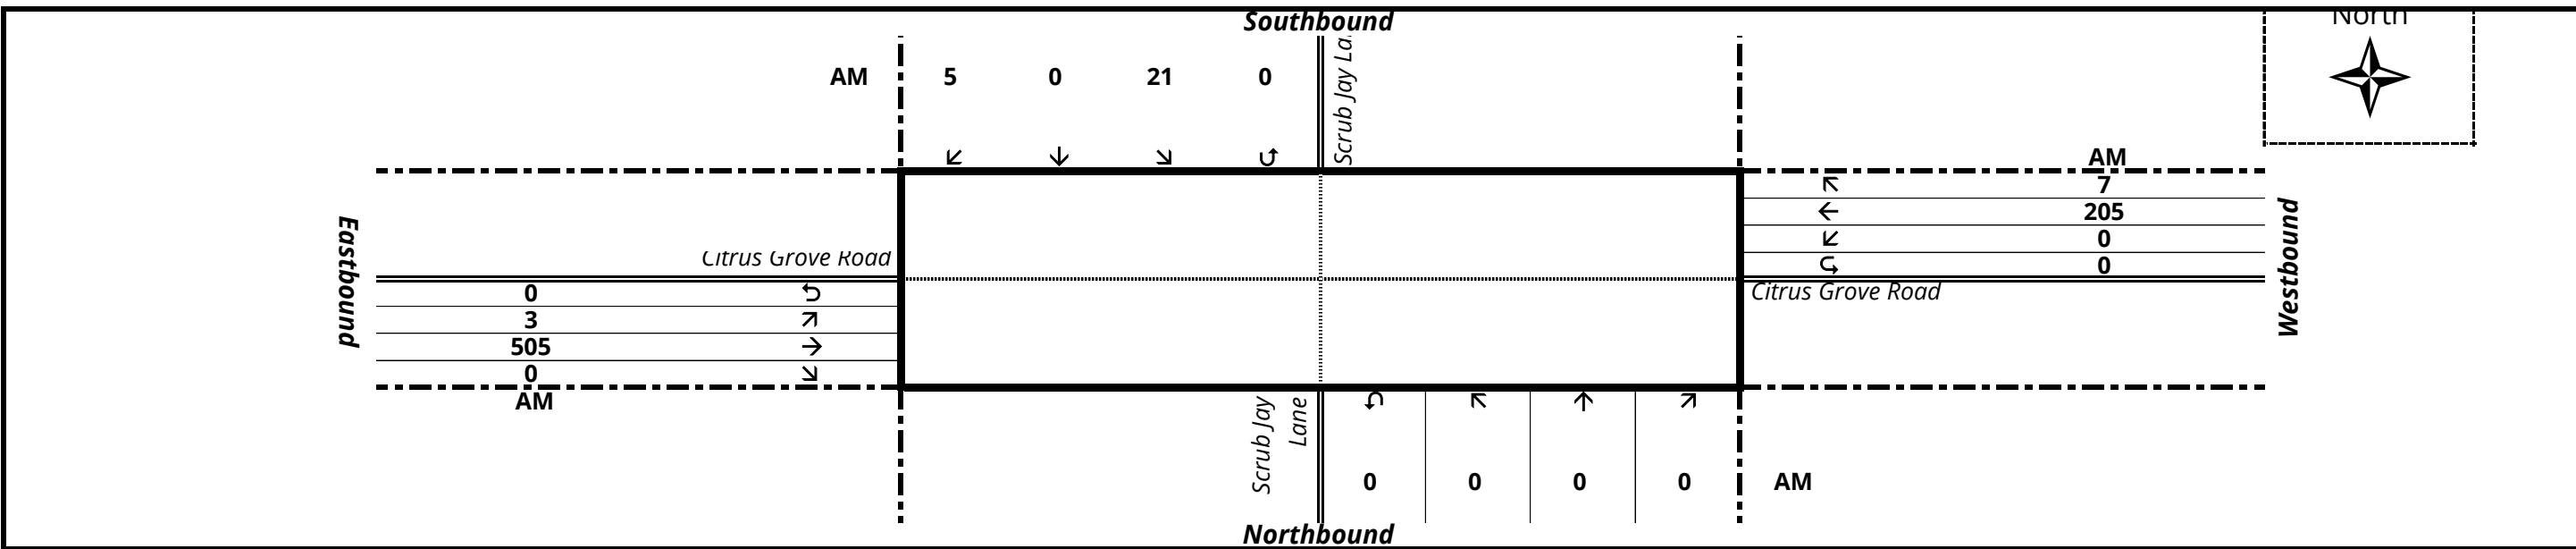 Southbound
North
AM 5 0 21 0
Scrub Jay La
↙ ↓ ↘ ↺
AM
↖ 7
← 205
↙ 0
↪ 0
Westbound
Citrus Grove Road
Eastbound
Citrus Grove Road
0 ↩
3 ↗
505 →
0 ↘
AM
Scrub Jay
Lane
↶ ↖ ↑ ↗
0 0 0 0 AM
Northbound